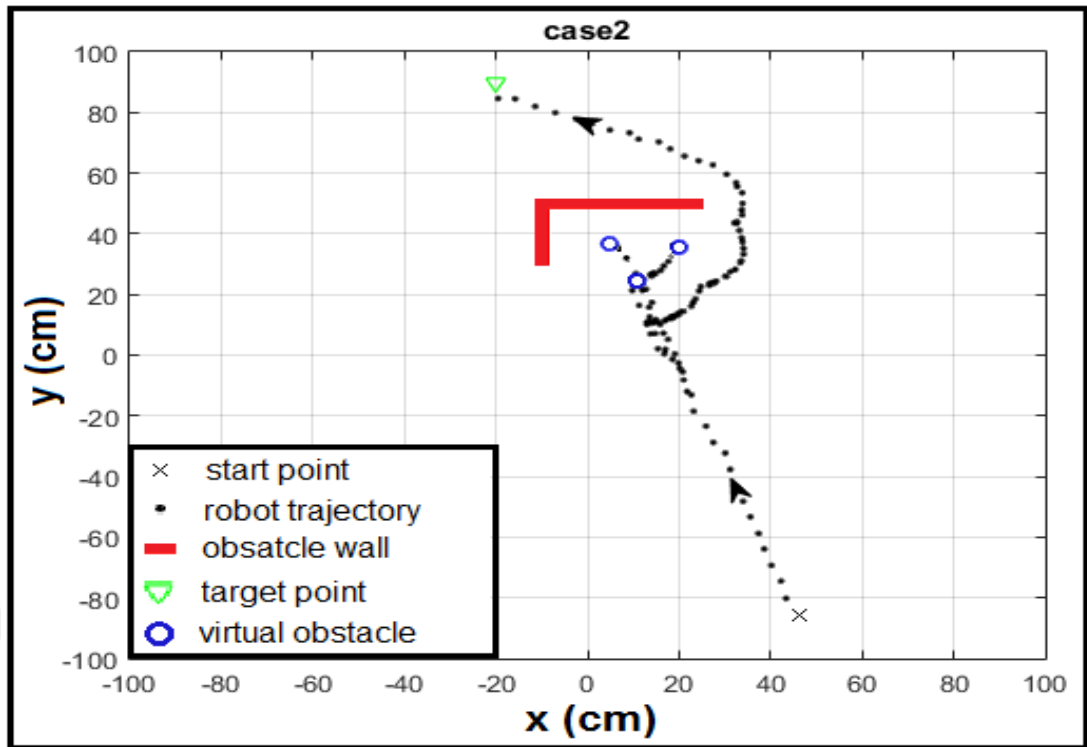 case2
100
80
60
40
20
0
-20
-40
-60
-80
-100
y (cm)
start point
robot trajectory
obsatcle wall
target point
virtual obstacle
-100 -80 -60 -40 -20 0 20 40 60 80 100
x (cm)